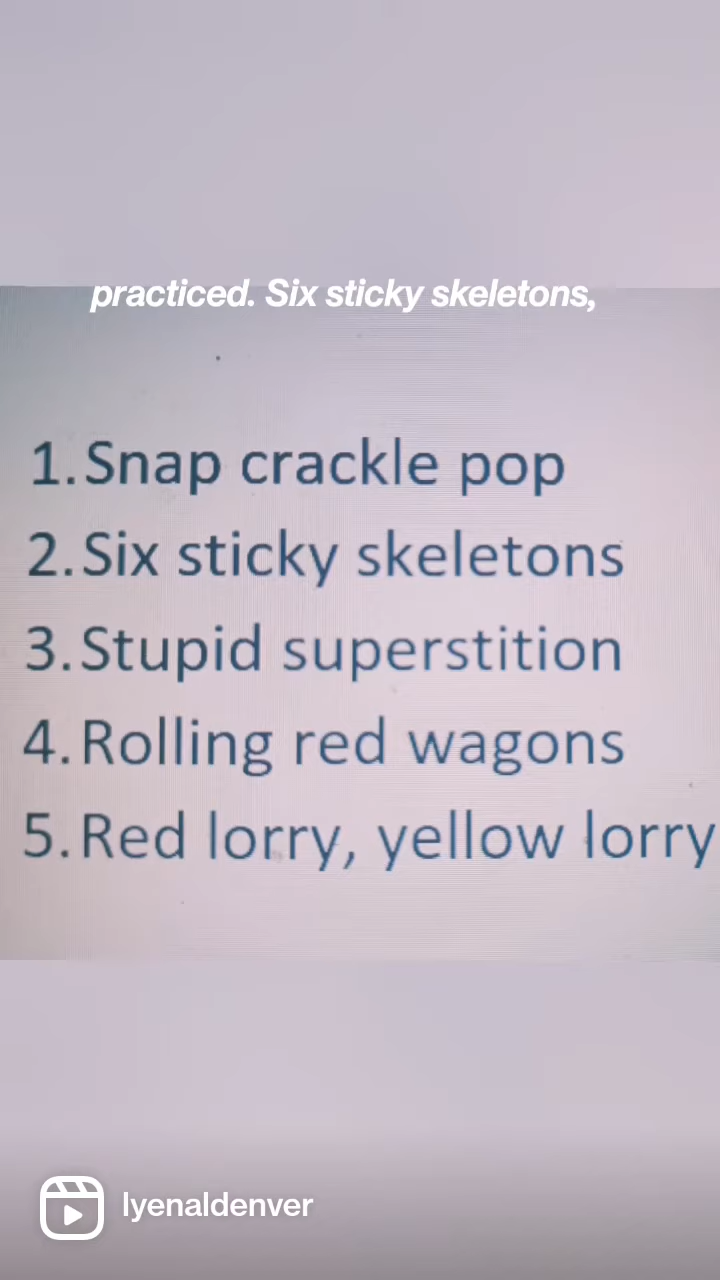 practiced. Six sticky skeletons,
1. Snap crackle pop
2. Six sticky skeletons
3. Stupid superstition
4. Rolling red wagons
5. Red lorry, yellow lorry
lyenaldenver